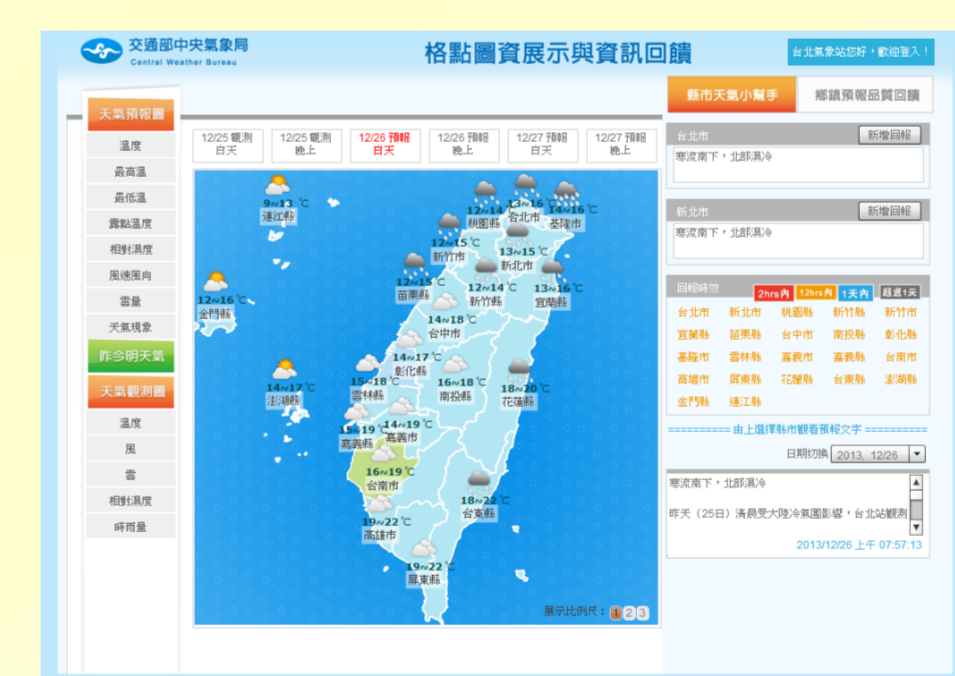 交通部中央氣象局
Central Weather Bureau
格點圖資展示與資訊回饋
台北氣象站您好，歡迎登入！
縣市天氣小幫手
鄉鎮預報品質回饋
天氣預報圖
溫度
最高溫
最低溫
露點溫度
相對濕度
風速風向
雲量
天氣現象
昨今明天氣
天氣觀測圖
溫度
風
雲
相對濕度
時雨量
12/25 觀測
白天
12/25 觀測
晚上
12/26 預報
白天
12/26 預報
晚上
12/27 預報
白天
12/27 預報
晚上
9~13 ℃
連江縣
12~14
桃園縣
13~16 ℃
台北市
14~16 ℃
基隆市
12~15 ℃
新竹市
13~15 ℃
新北市
12~15 ℃
苗栗縣
12~14 ℃
新竹縣
13~16 ℃
宜蘭縣
12~16 ℃
金門縣
14~18 ℃
台中市
14~17 ℃
彰化縣
14~17 ℃
澎湖縣
15~18 ℃
雲林縣
16~18 ℃
南投縣
18~20 ℃
花蓮縣
15~19 ℃
嘉義縣
14~19 ℃
嘉義市
16~19 ℃
台南市
18~22 ℃
台東縣
19~22 ℃
高雄市
19~22 ℃
屏東縣
展示比例尺： 1 2 3
台北市
新增回報
寒流南下，北部濕冷
新北市
新增回報
寒流南下，北部濕冷
回報時效 2hrs內 12hrs內 1天內 超過1天
台北市 新北市 桃園縣 新竹縣 新竹市
宜蘭縣 苗栗縣 台中市 南投縣 彰化縣
基隆市 雲林縣 嘉義市 嘉義縣 台南市
高雄市 屏東縣 花蓮縣 台東縣 澎湖縣
金門縣 連江縣
========== 由上選擇縣市觀看預報文字 ==========
日期切換 2013, 12/26
寒流南下，北部濕冷
昨天（25日）清晨受大陸冷氣團影響，台北站觀測
2013/12/26 上午 07:57:13